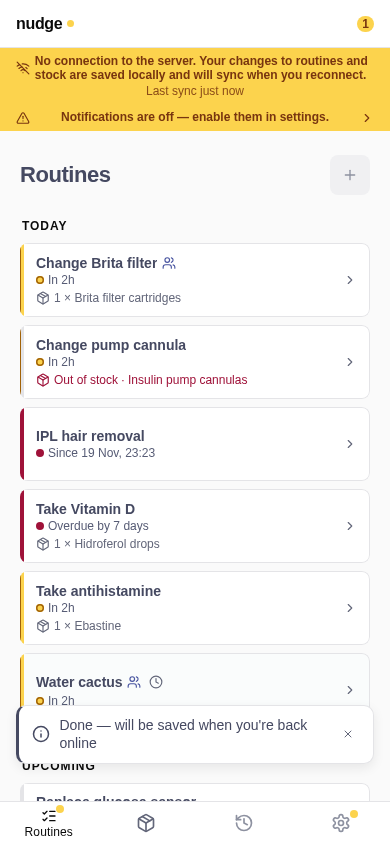 nudge
1
No connection to the server. Your changes to routines and
stock are saved locally and will sync when you reconnect.
Last sync just now
Notifications are off — enable them in settings.
Routines
TODAY
Change Brita filter
In 2h
1 × Brita filter cartridges
Change pump cannula
In 2h
Out of stock · Insulin pump cannulas
IPL hair removal
Since 19 Nov, 23:23
Take Vitamin D
Overdue by 7 days
1 × Hidroferol drops
Take antihistamine
In 2h
1 × Ebastine
Water cactus
In 2h
Done — will be saved when you're back
online
UPCOMING
Replace glucose sensor
Routines